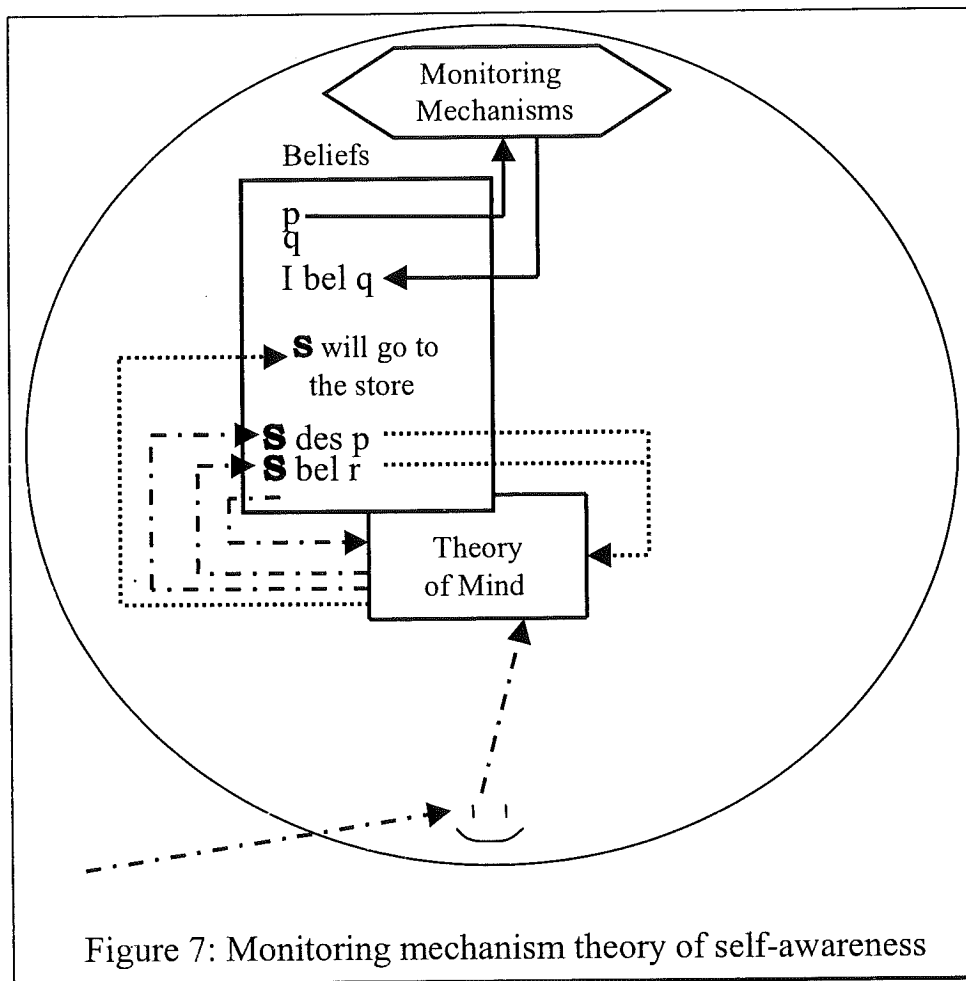 Monitoring
Mechanisms
Beliefs
p
q
I bel q
S will go to
the store
S des p
S bel r
Theory
of Mind
Figure 7: Monitoring mechanism theory of self-awareness